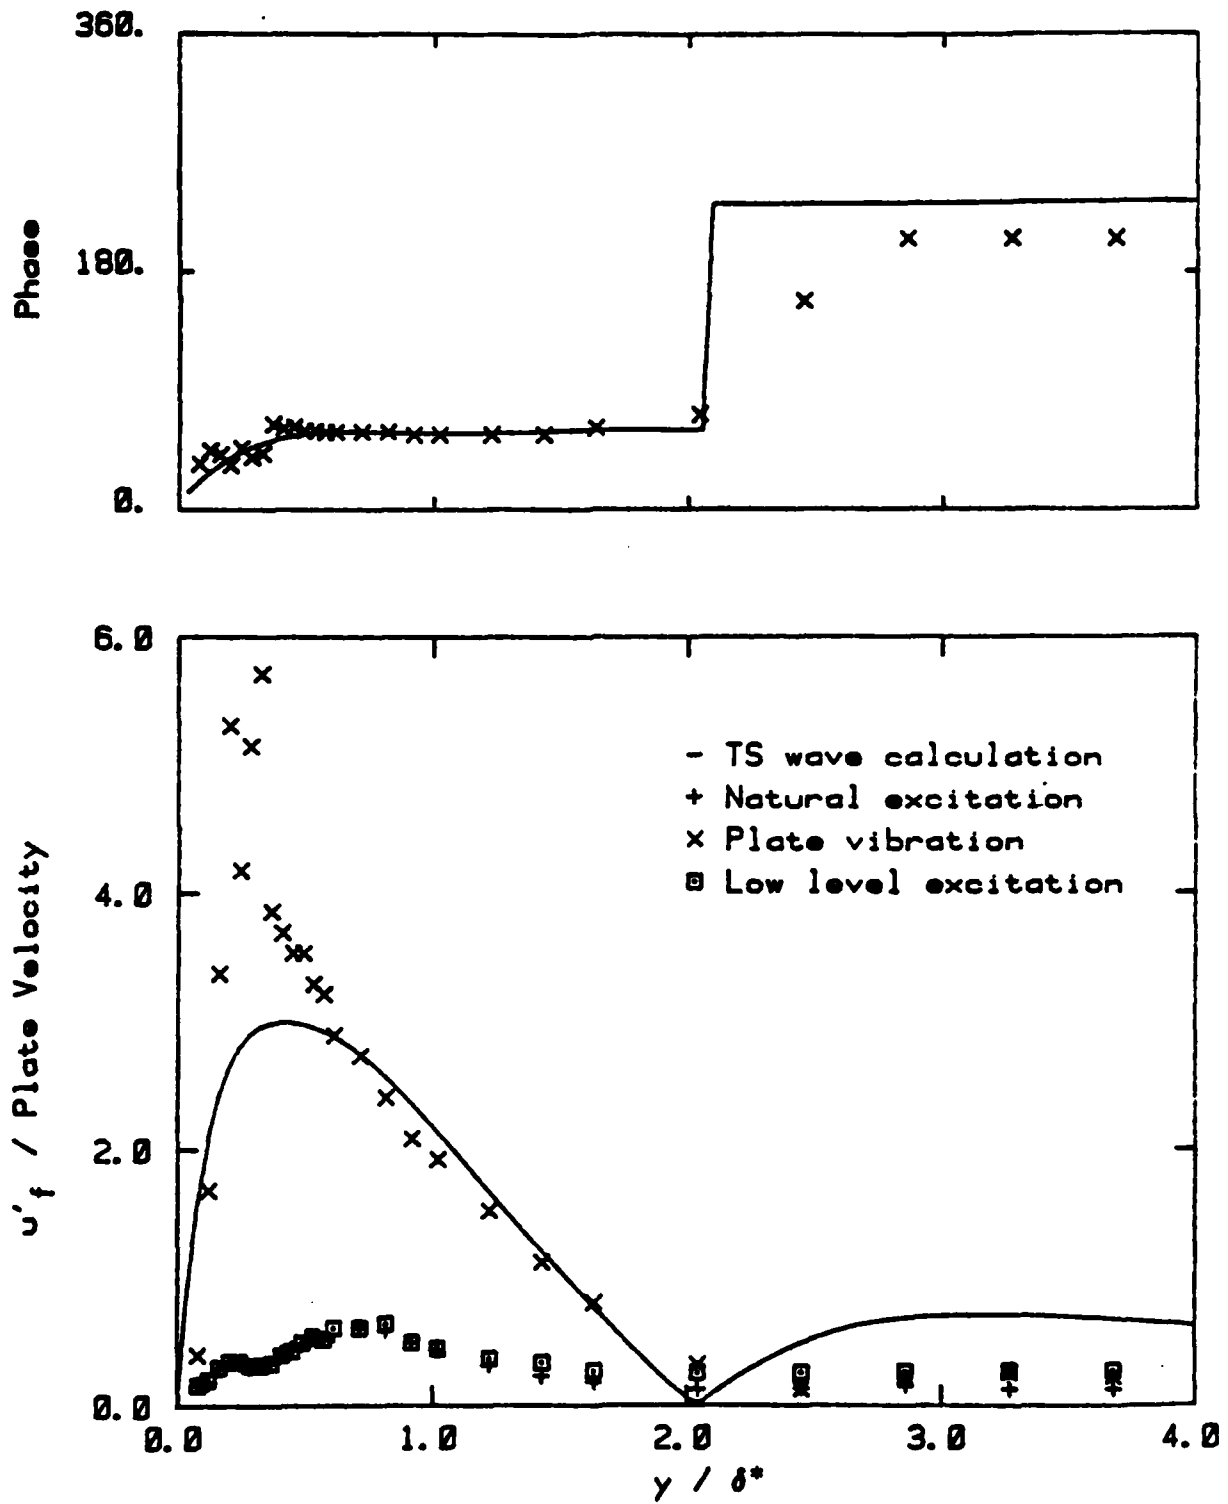 360.
180.
0.
Phase
6.0
4.0
2.0
0.0
u'f / Plate Velocity
- TS wave calculation
+ Natural excitation
× Plate vibration
⊡ Low level excitation
0.0 1.0 2.0 3.0 4.0
y / δ*